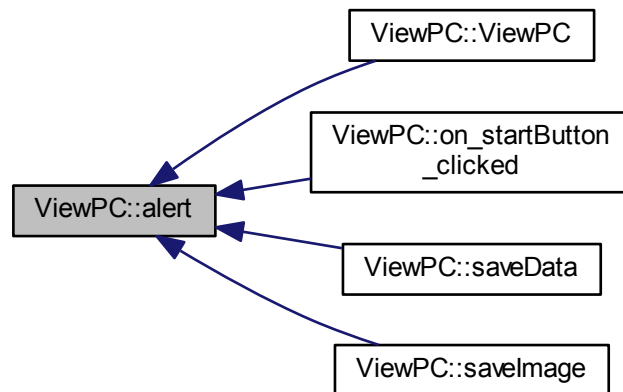 ViewPC::ViewPC
ViewPC::on_startButton
_clicked
ViewPC::alert
ViewPC::saveData
ViewPC::saveImage